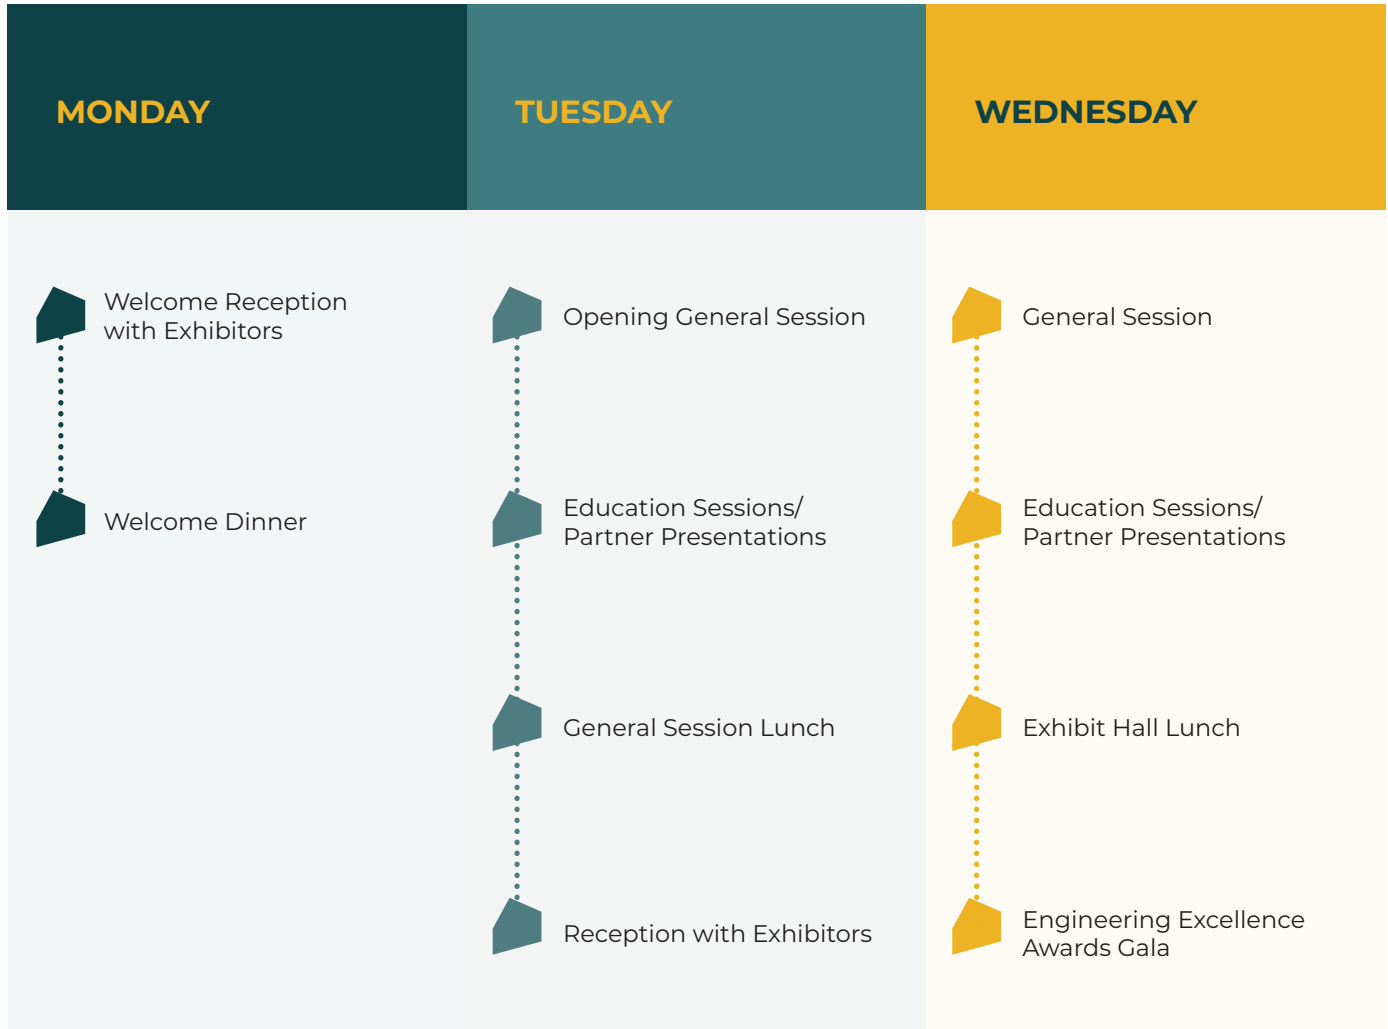 MONDAY
Welcome Reception
with Exhibitors
Welcome Dinner
TUESDAY
Opening General Session
Education Sessions/
Partner Presentations
General Session Lunch
Reception with Exhibitors
WEDNESDAY
General Session
Education Sessions/
Partner Presentations
Exhibit Hall Lunch
Engineering Excellence
Awards Gala